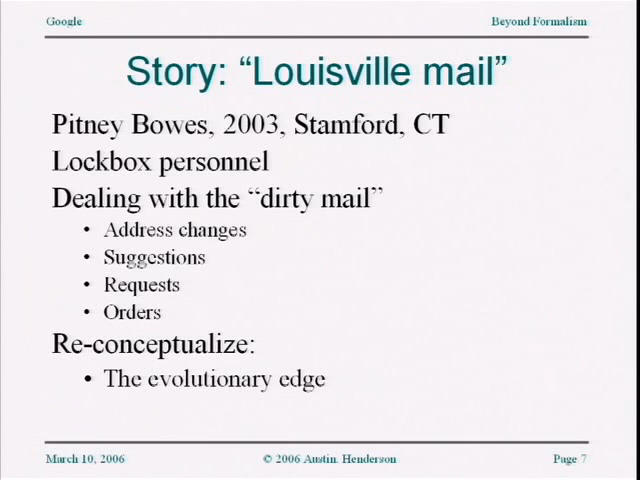 Google
Beyond Formalism
Story: “Louisville mail”
Pitney Bowes, 2003, Stamford, CT
Lockbox personnel
Dealing with the “dirty mail”
• Address changes
• Suggestions
• Requests
• Orders
Re-conceptualize:
• The evolutionary edge
March 10, 2006
© 2006 Austin. Henderson
Page 7